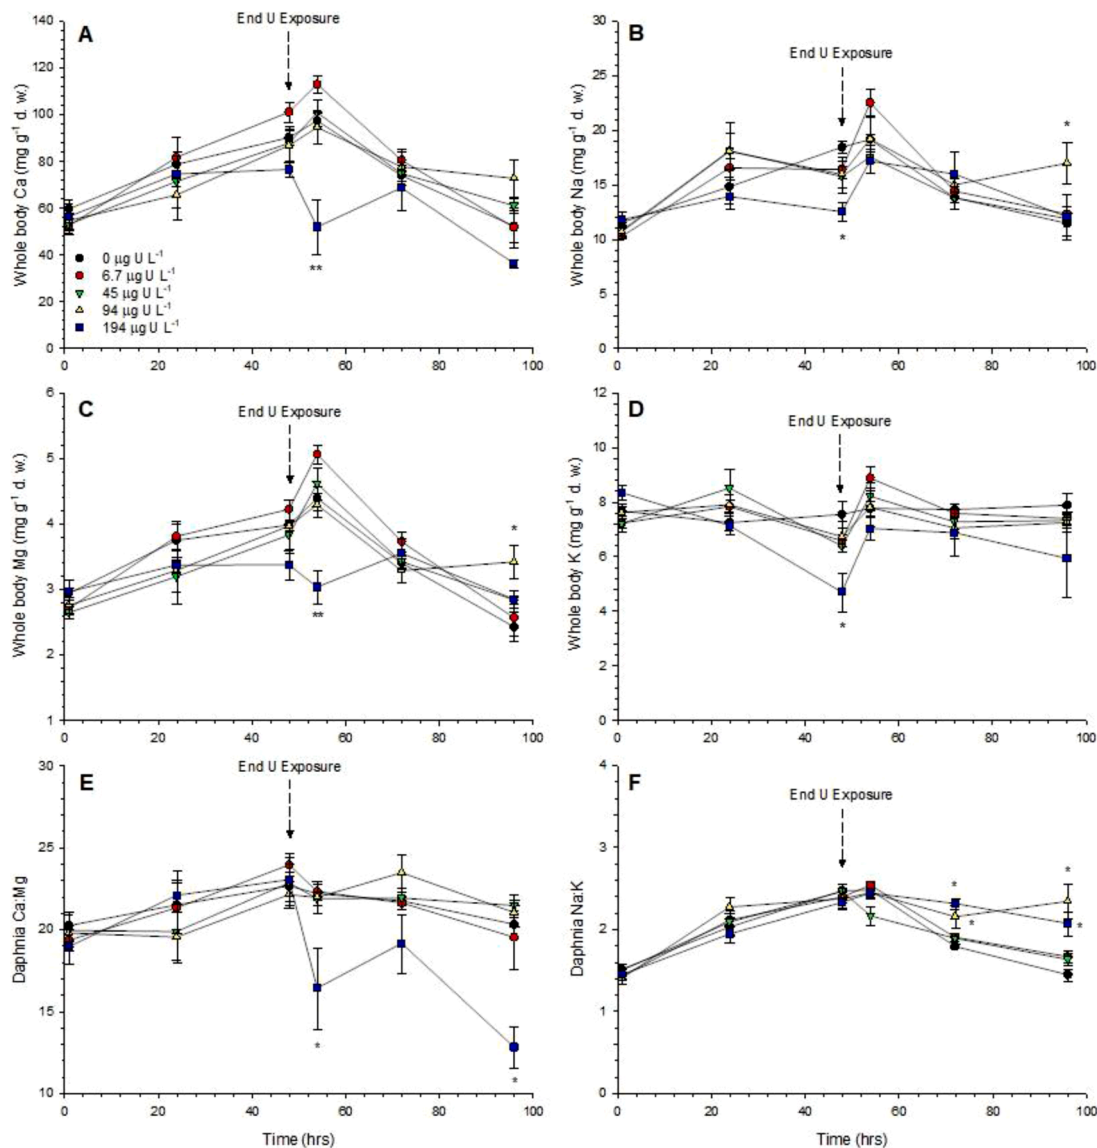 A
End U Exposure
Whole body Ca (mg g⁻¹ d. w.)
140
120
100
80
60
40
20
0
0 µg U L⁻¹
6.7 µg U L⁻¹
45 µg U L⁻¹
94 µg U L⁻¹
194 µg U L⁻¹
**
0 20 40 60 80 100
B
End U Exposure
Whole body Na (mg g⁻¹ d. w.)
30
25
20
15
10
5
0
*
*
0 20 40 60 80 100
C
End U Exposure
Whole body Mg (mg g⁻¹ d. w.)
6
5
4
3
2
1
*
**
0 20 40 60 80 100
D
End U Exposure
Whole body K (mg g⁻¹ d. w.)
12
10
8
6
4
2
0
*
0 20 40 60 80 100
E
End U Exposure
Daphnia Ca:Mg
30
25
20
15
10
*
*
0 20 40 60 80 100
Time (hrs)
F
End U Exposure
Daphnia Na:K
4
3
2
1
0
*
*
*
*
0 20 40 60 80 100
Time (hrs)